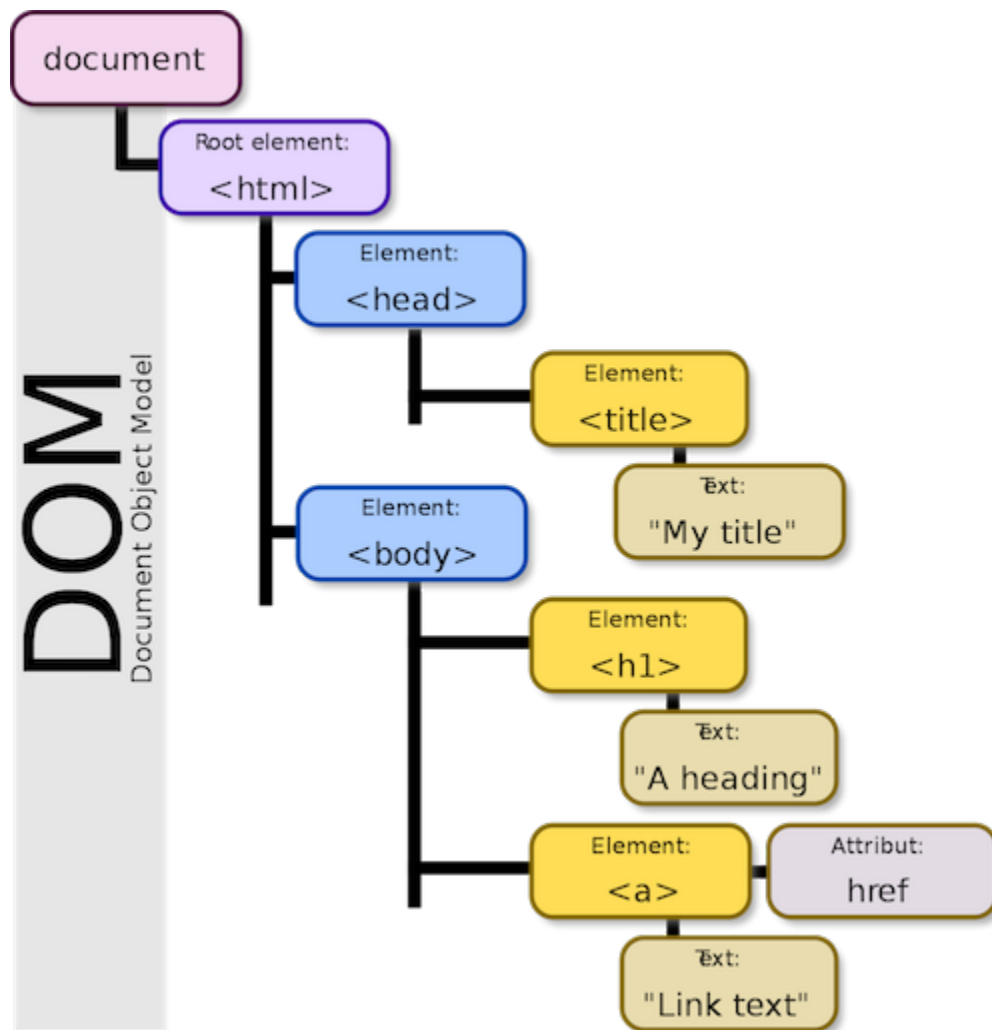 document
Root element:
<html>
Element:
<head>
Element:
<title>
Text:
"My title"
Element:
<body>
Element:
<h1>
Text:
"A heading"
Element:
<a>
Attribut:
href
Text:
"Link text"
DOM
Document Object Model